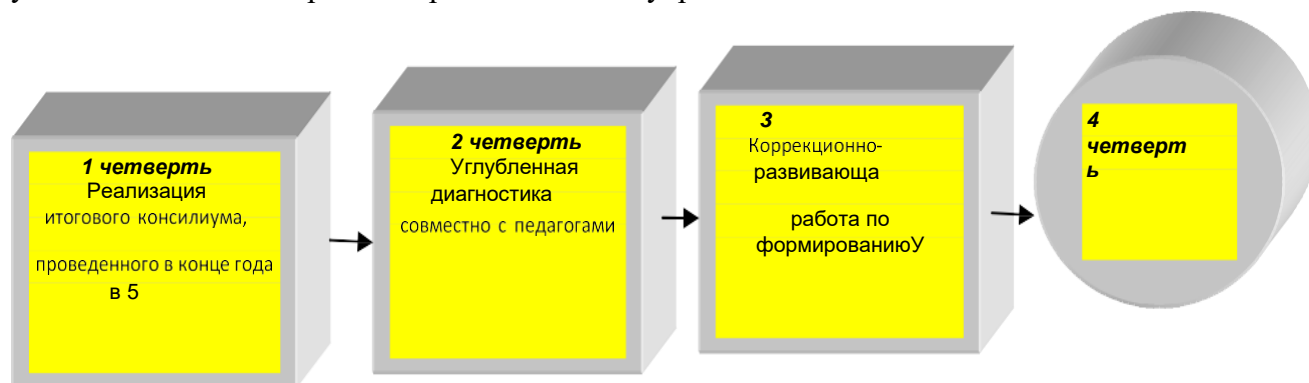 1 четверть
Реализация
итогового консилиума,
проведенного в конце года
в 5
2 четверть
Углубленная
диагностика
совместно с педагогами
3
Коррекционно-
развивающа
работа по
формированиюУ
4
четверт
ь